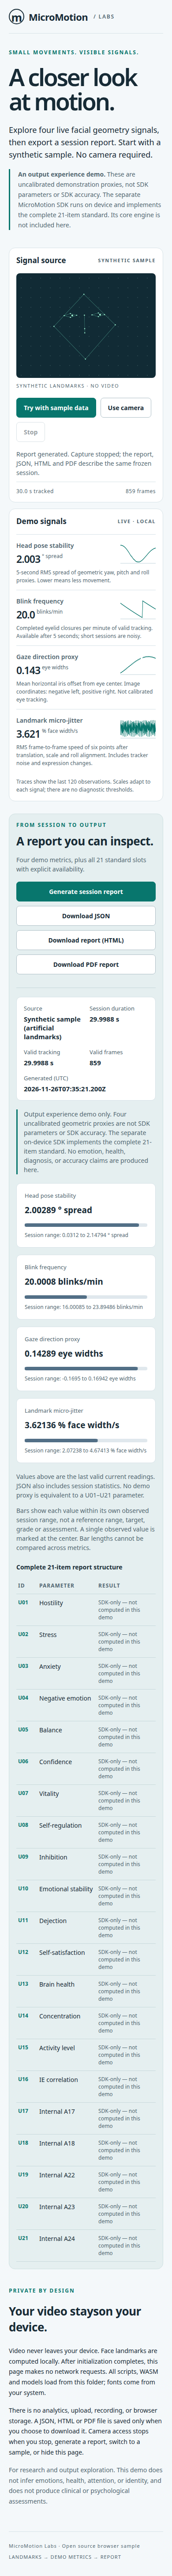 m MicroMotion / LABS
SMALL MOVEMENTS. VISIBLE SIGNALS.
A closer look
at motion.
Explore four live facial geometry signals,
then export a session report. Start with a
synthetic sample. No camera required.
An output experience demo. These are
uncalibrated demonstration proxies, not SDK
parameters or SDK accuracy. The separate
MicroMotion SDK runs on device and implements
the complete 21-item standard. Its core engine is
not included here.
Signal source SYNTHETIC SAMPLE
SYNTHETIC LANDMARKS · NO VIDEO
Try with sample data Use camera
Stop
Report generated. Capture stopped; the report,
JSON, HTML and PDF describe the same frozen
session.
30.0 s tracked 859 frames
Demo signals LIVE · LOCAL
Head pose stability
2.003 ° spread
5-second RMS spread of geometric yaw, pitch and roll
proxies. Lower means less movement.
Blink frequency
20.0 blinks/min
Completed eyelid closures per minute of valid tracking.
Available after 5 seconds; short sessions are noisy.
Gaze direction proxy
0.143 eye widths
Mean horizontal iris offset from eye center. Image
coordinates: negative left, positive right. Not calibrated
eye tracking.
Landmark micro-jitter
3.621 % face width/s
RMS frame-to-frame speed of six points after
translation, scale and roll alignment. Includes tracker
noise and expression changes.
Traces show the last 120 observations. Scales adapt to
each signal; there are no diagnostic thresholds.
FROM SESSION TO OUTPUT
A report you can inspect.
Four demo metrics, plus all 21 standard slots
with explicit availability.
Generate session report
Download JSON
Download report (HTML)
Download PDF report
Source Session duration
Synthetic sample 29.9988 s
(artificial
landmarks)
Valid tracking Valid frames
29.9988 s 859
Generated (UTC)
2026-11-26T07:35:21.200Z
Output experience demo only. Four
uncalibrated geometric proxies are not SDK
parameters or SDK accuracy. The separate
on-device SDK implements the complete 21-
item standard. No emotion, health,
diagnosis, or accuracy claims are produced
here.
Head pose stability
2.00289 ° spread
Session range: 0.0312 to 2.14794 ° spread
Blink frequency
20.0008 blinks/min
Session range: 16.00085 to 23.89486 blinks/min
Gaze direction proxy
0.14289 eye widths
Session range: -0.1695 to 0.16942 eye widths
Landmark micro-jitter
3.62136 % face width/s
Session range: 2.07238 to 4.67413 % face width/s
Values above are the last valid current readings.
JSON also includes session statistics. No demo
proxy is equivalent to a U01–U21 parameter.
Bars show each value within its own observed
session range, not a reference range, target,
grade or assessment. A single observed value is
marked at the center. Bar lengths cannot be
compared across metrics.
Complete 21-item report structure
ID PARAMETER RESULT
U01 Hostility SDK-only — not
computed in this
demo
U02 Stress SDK-only — not
computed in this
demo
U03 Anxiety SDK-only — not
computed in this
demo
U04 Negative emotion SDK-only — not
computed in this
demo
U05 Balance SDK-only — not
computed in this
demo
U06 Confidence SDK-only — not
computed in this
demo
U07 Vitality SDK-only — not
computed in this
demo
U08 Self-regulation SDK-only — not
computed in this
demo
U09 Inhibition SDK-only — not
computed in this
demo
U10 Emotional stability SDK-only — not
computed in this
demo
U11 Dejection SDK-only — not
computed in this
demo
U12 Self-satisfaction SDK-only — not
computed in this
demo
U13 Brain health SDK-only — not
computed in this
demo
U14 Concentration SDK-only — not
computed in this
demo
U15 Activity level SDK-only — not
computed in this
demo
U16 IE correlation SDK-only — not
computed in this
demo
U17 Internal A17 SDK-only — not
computed in this
demo
U18 Internal A18 SDK-only — not
computed in this
demo
U19 Internal A22 SDK-only — not
computed in this
demo
U20 Internal A23 SDK-only — not
computed in this
demo
U21 Internal A24 SDK-only — not
computed in this
demo
PRIVATE BY DESIGN
Your video stayson your
device.
Video never leaves your device. Face landmarks are
computed locally. After initialization completes, this
page makes no network requests. All scripts, WASM
and models load from this folder; fonts come from
your system.
There is no analytics, upload, recording, or browser
storage. A JSON, HTML or PDF file is saved only when
you choose to download it. Camera access stops
when you stop, generate a report, switch to a
sample, or hide this page.
For research and output exploration. This demo does
not infer emotions, health, attention, or identity, and
does not produce clinical or psychological
assessments.
MicroMotion Labs · Open source browser sample
LANDMARKS → DEMO METRICS → REPORT